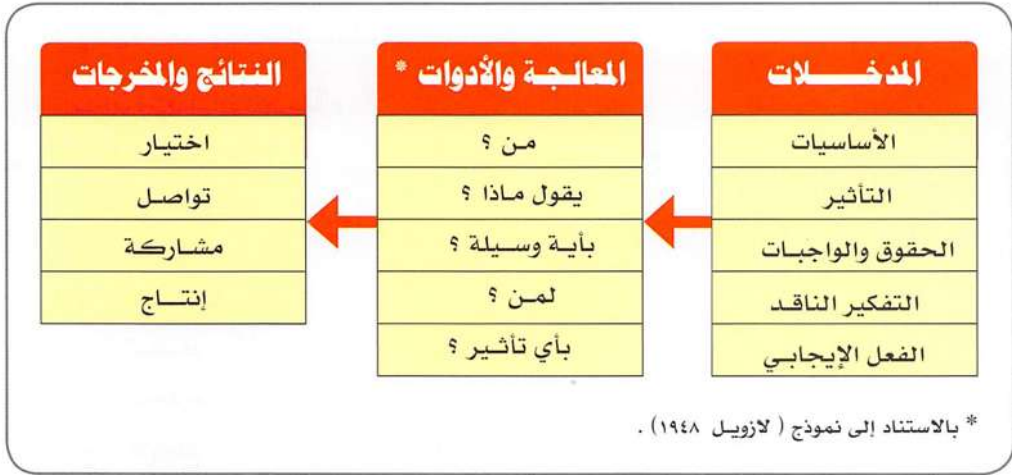 المدخلات
الأساسيات
التأثير
الحقوق والواجبات
التفكير الناقد
الفعل الإيجابي
المعالجة والأدوات *
من ؟
يقول ماذا ؟
بأية وسيلة ؟
لمن ؟
بأي تأثير ؟
النتائج والمخرجات
اختيار
تواصل
مشاركة
إنتاج
* بالاستناد إلى نموذج ( لازويل ١٩٤٨) .